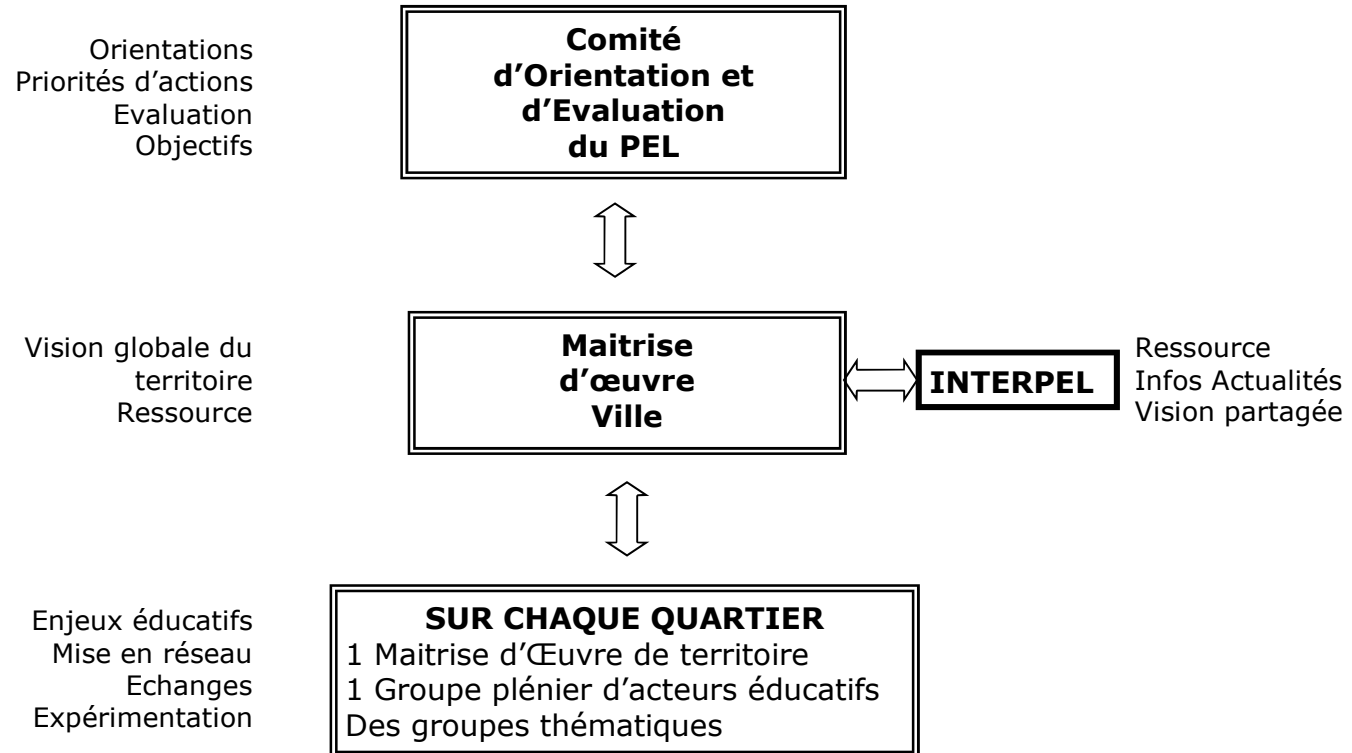 Orientations
Priorités d’actions
Evaluation
Objectifs
Comité
d’Orientation et
d’Evaluation
du PEL
Vision globale du
territoire
Ressource
Maitrise
d’œuvre
Ville
INTERPEL
Ressource
Infos Actualités
Vision partagée
Enjeux éducatifs
Mise en réseau
Echanges
Expérimentation
SUR CHAQUE QUARTIER
1 Maitrise d’Œuvre de territoire
1 Groupe plénier d’acteurs éducatifs
Des groupes thématiques